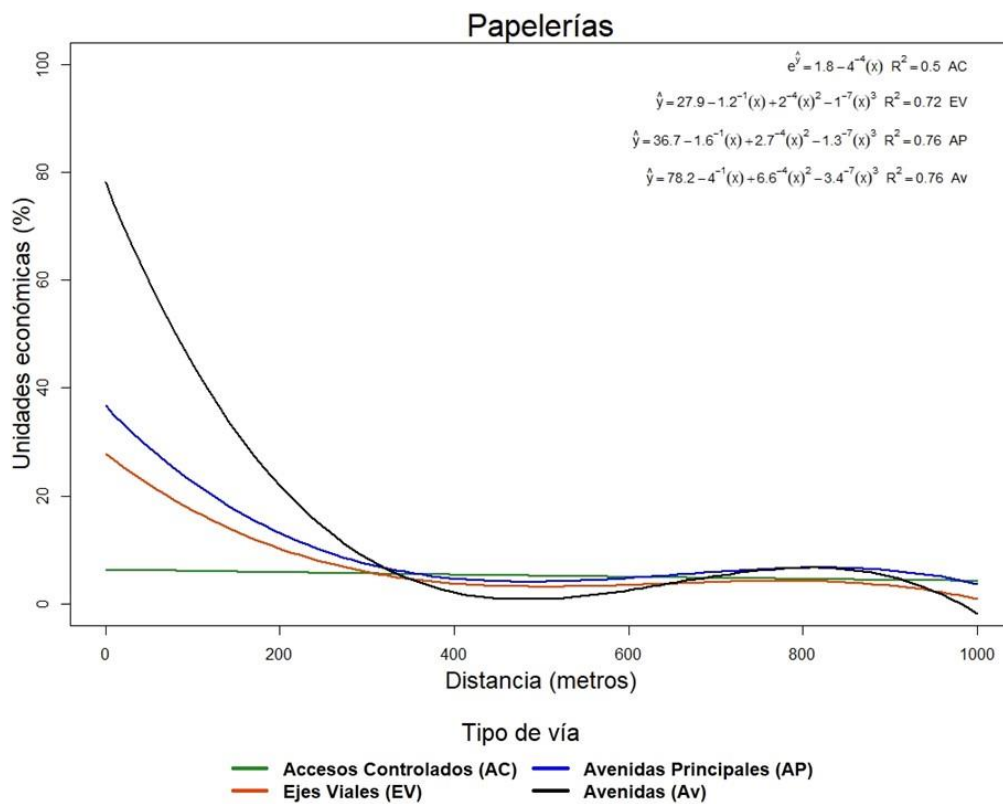 Papelerías
e^ŷ = 1.8 − 4⁻⁴(x) R² = 0.5 AC
ŷ = 27.9 − 1.2⁻¹(x) + 2⁻⁴(x)² − 1⁻⁷(x)³ R² = 0.72 EV
ŷ = 36.7 − 1.6⁻¹(x) + 2.7⁻⁴(x)² − 1.3⁻⁷(x)³ R² = 0.76 AP
ŷ = 78.2 − 4⁻¹(x) + 6.6⁻⁴(x)² − 3.4⁻⁷(x)³ R² = 0.76 Av
Unidades económicas (%)
100
80
60
40
20
0
0 200 400 600 800 1000
Distancia (metros)
Tipo de vía
Accesos Controlados (AC) Avenidas Principales (AP)
Ejes Viales (EV) Avenidas (Av)